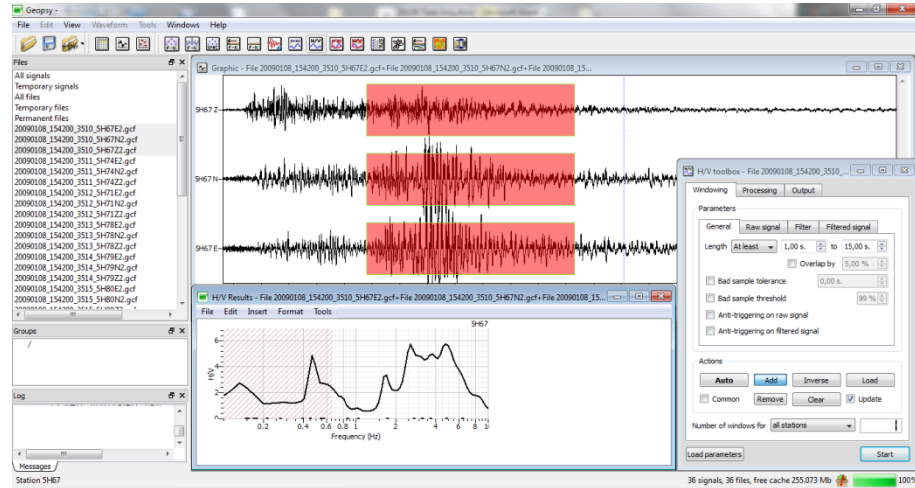 Geopsy -
File Edit View Waveform Tools Windows Help
Files
All signals
Temporary signals
All files
Temporary files
Permanent files
20090108_154200_3510_5H67E2.gcf
20090108_154200_3510_5H67N2.gcf
20090108_154200_3510_5H67Z2.gcf
20090108_154200_3511_5H74E2.gcf
20090108_154200_3511_5H74N2.gcf
20090108_154200_3511_5H74Z2.gcf
20090108_154200_3512_5H71E2.gcf
20090108_154200_3512_5H71N2.gcf
20090108_154200_3512_5H71Z2.gcf
20090108_154200_3513_5H78E2.gcf
20090108_154200_3513_5H78N2.gcf
20090108_154200_3513_5H78Z2.gcf
20090108_154200_3514_5H79E2.gcf
20090108_154200_3514_5H79N2.gcf
20090108_154200_3514_5H79Z2.gcf
20090108_154200_3515_5H80E2.gcf
20090108_154200_3515_5H80N2.gcf
Groups
/
Log
Messages
Station 5H67
Graphic - File 20090108_154200_3510_5H67E2.gcf+File 20090108_154200_3510_5H67N2.gcf+File 20090108_15...
5H67 Z
5H67 N
5H67 E
H/V Results - File 20090108_154200_3510_5H67E2.gcf+File 20090108_154200_3510_5H67N2.gcf+File 20090108_15...
File Edit Insert Format Tools
5H67
H/V
6
4
2
0
0.2 0.4 0.6 0.8 1 2 4 6 8
Frequency (Hz)
H/V toolbox - File 20090108_154200_3510_...
Windowing Processing Output
Parameters
General Raw signal Filter Filtered signal
Length At least 1,00 s. to 15,00 s.
Overlap by 5,00 %
Bad sample tolerance 0,00 s.
Bad sample threshold 99 %
Anti-triggering on raw signal
Anti-triggering on filtered signal
Actions
Auto Add Inverse Load
Common Remove Clear Update
Number of windows for all stations 1
Load parameters Start
36 signals, 36 files, free cache 255.073 Mb 100%